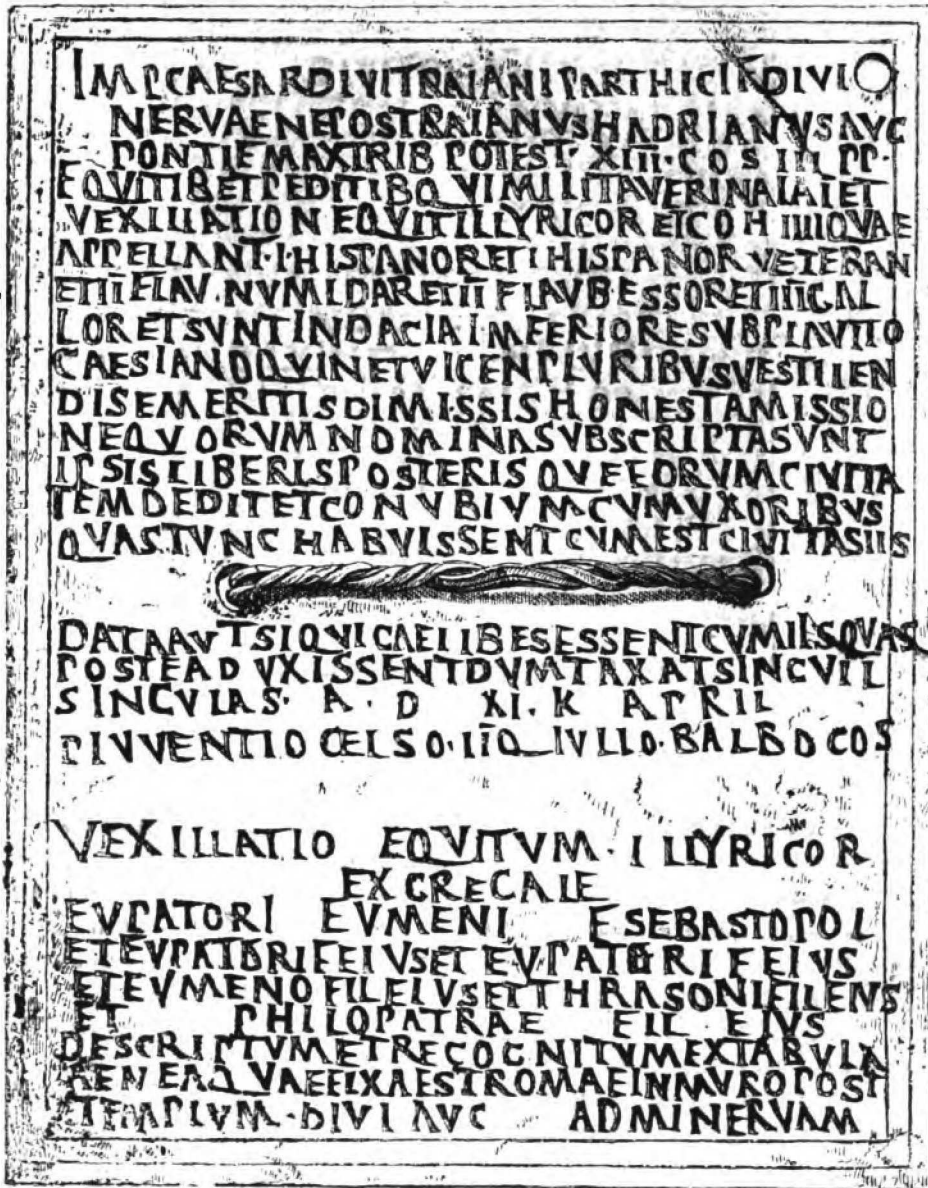 IMP CAESAR DIVI TRAIANI PARTHICI F DIVI
NERVAE NEPOS TRAIANVS HADRIANVS AVG
PONTIF MAX TRIB POTEST· XIII·COS III PP·
EQVITIB ET PEDITIB QVI MILITAVER IN ALA I ET
VEXILLATION EQVIT ILLYRICOR ET COH IIII QVAE
APPELLANT·I·HISPANOR ET I HISPANOR VETERAN
ET II FLAV·NVMIDAR ET II FLAV BESSOR ET III GAL
LOR ET SVNT IN DACIA INFERIORE SVB PLAVTIO
CAESIANO QVIN ET VICEN PLVRIBVSVE STIPEN
DIS EMERITIS DIMISSIS HONESTA MISSIO
NE QVORVM NOMINA SVBSCRIPTA SVNT
IPSIS LIBERIS POSTERISQVE EORVM CIVITA
TEM DEDIT ET CONVBIVM CVM VXORIBVS
QVAS TVNC HABVISSENT CVM EST CIVITAS IIS
DATA AVT SIQVI CAELIBES ESSENT CVM IIS QVAS
POSTEA DVXISSENT DVMTAXAT SINGVLI
SINGVLAS· A·D XI·K APRIL
P IVVENTIO CELSO·II Q IVLIO·BALBO COS
VEXILLATIO EQVITVM·ILLYRICOR
EX GREGALE
EVPATORI EVMENI F SEBASTOPOL
ET EVPATORI F EIVS ET EVPATORI F EIVS
ET EVMENO FIL EIVS ET THRASONI FIL EIVS
ET PHILOPATRAE FIL EIVS
DESCRIPTVM ET RECOGNITVM EX TABVLA
AENEA QVAE FIXA EST ROMAE IN MVRO POST
TEMPLVM·DIVI AVG AD MINERVAM